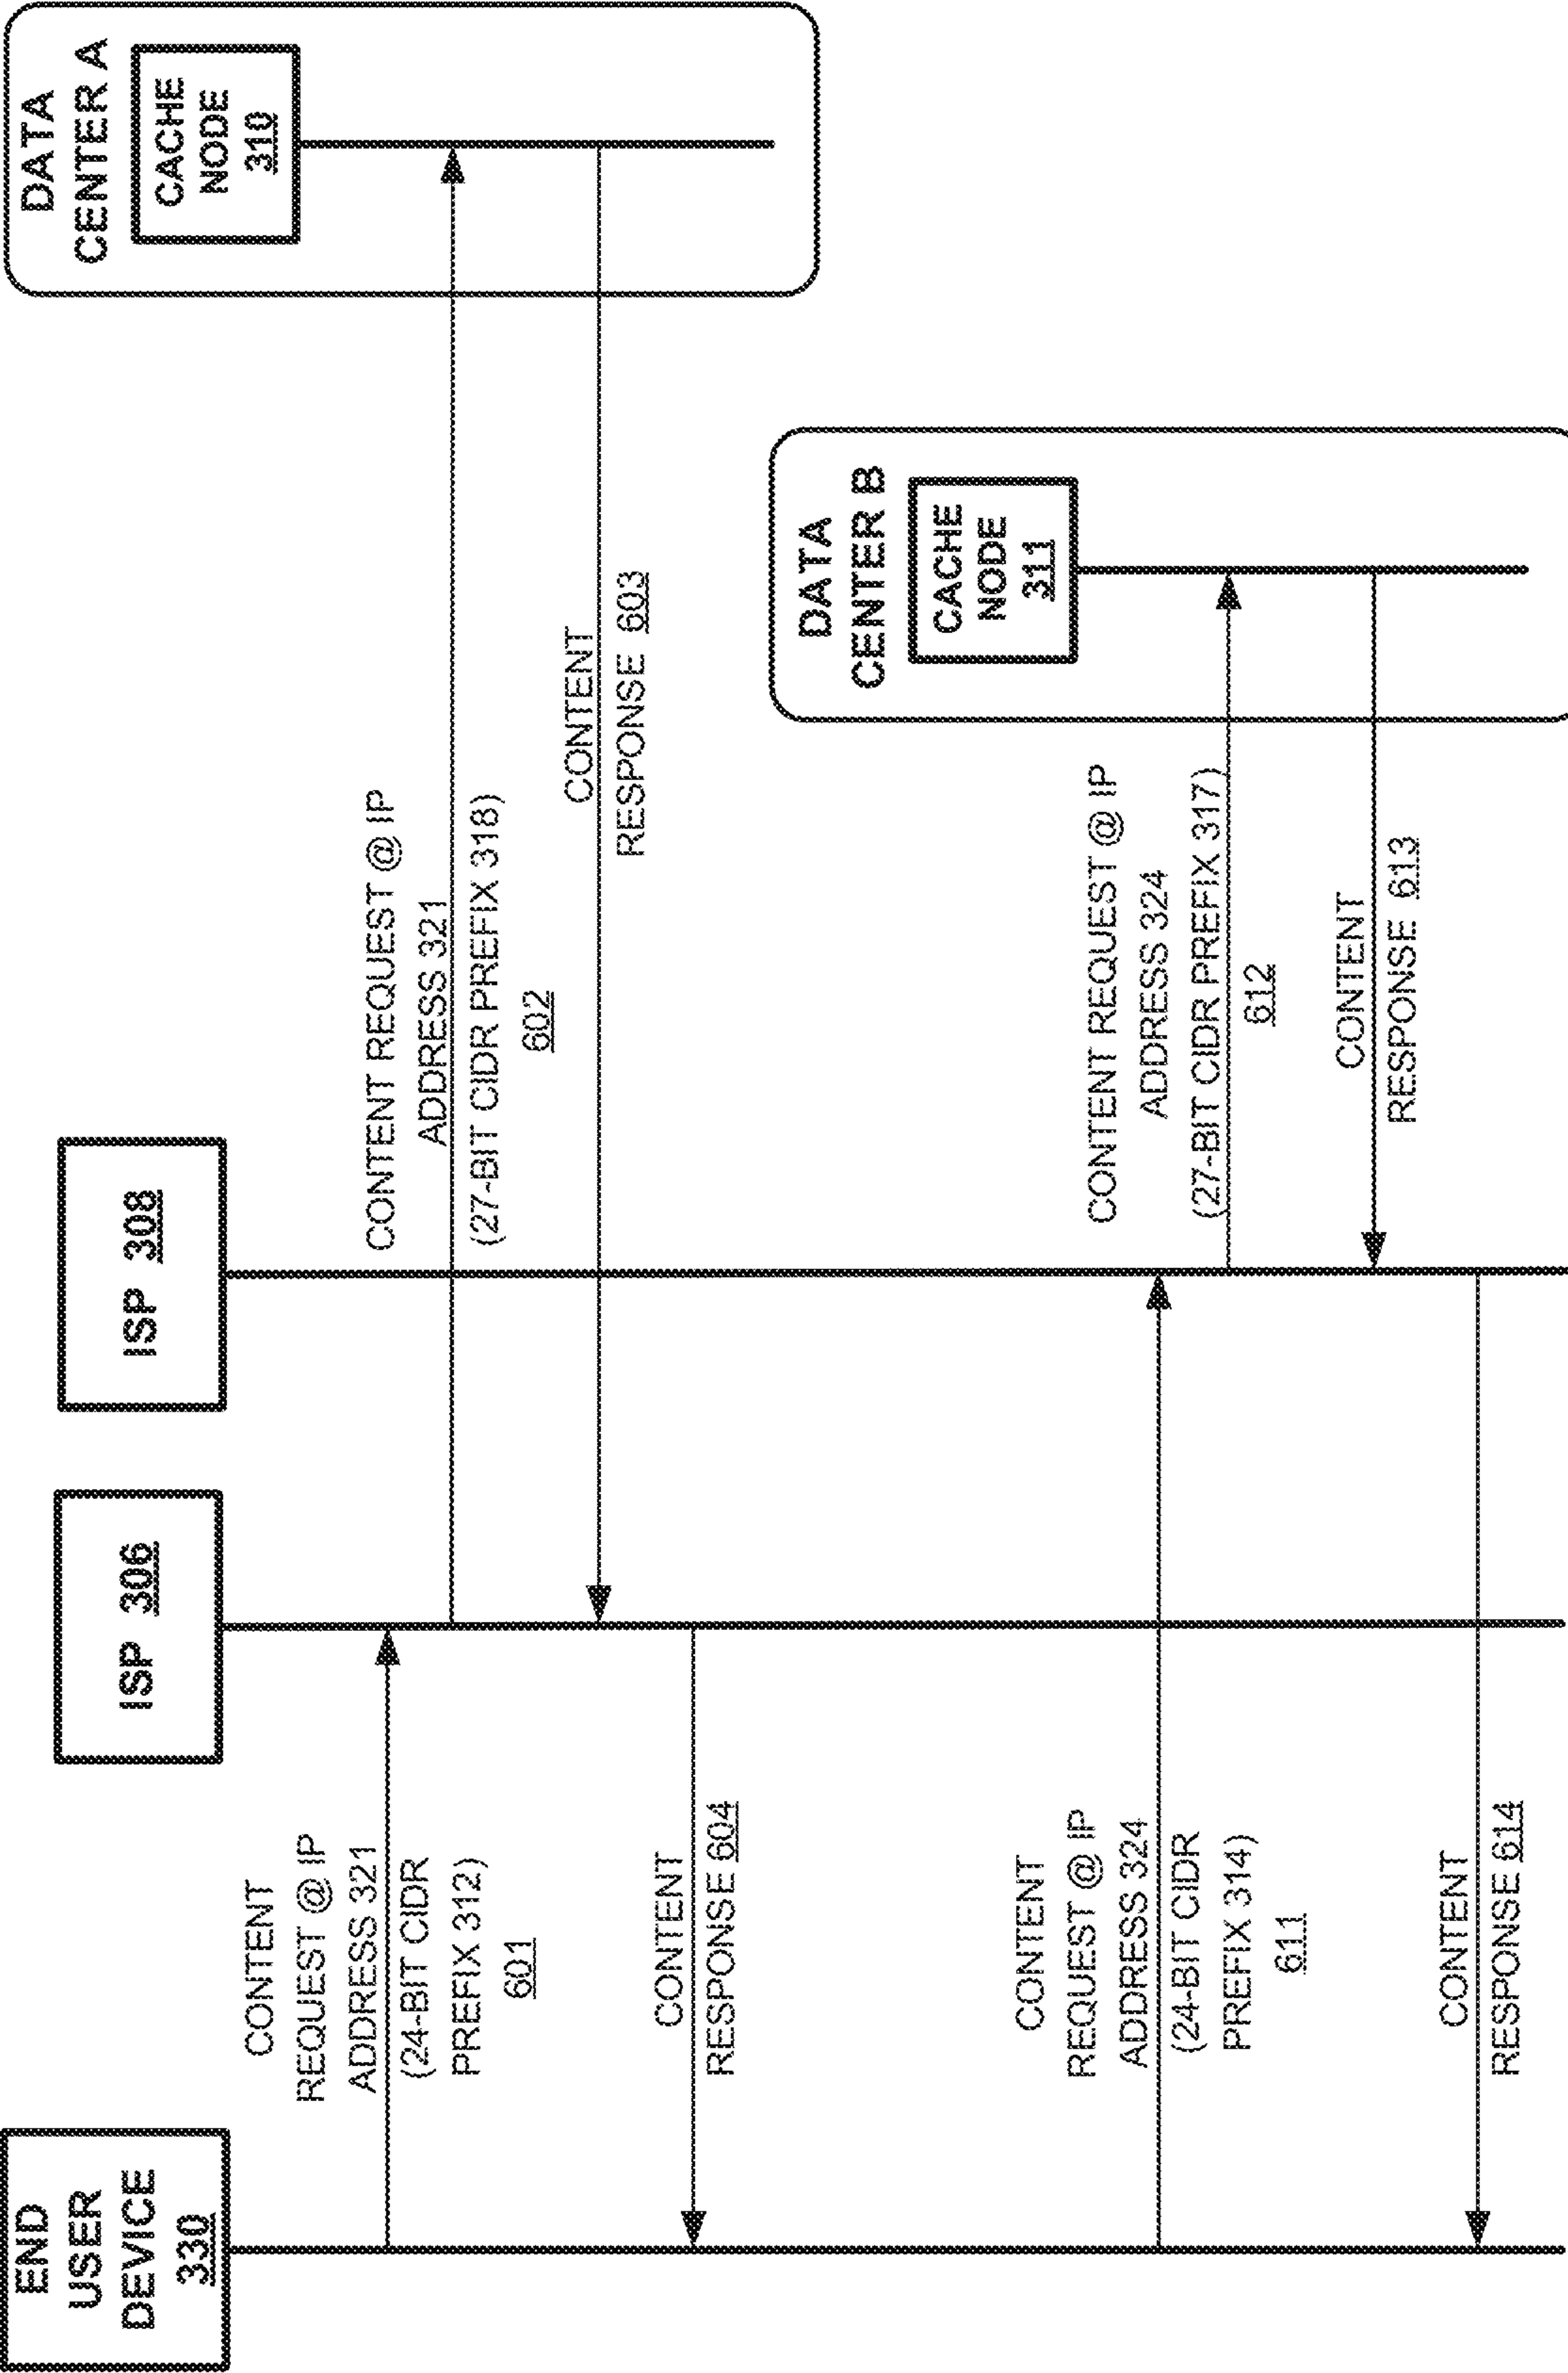 END
USER
DEVICE
330
ISP 306
ISP 308
DATA
CENTER A
CACHE
NODE
310
CONTENT
REQUEST @ IP
ADDRESS 321
(24-BIT CIDR
PREFIX 312)
601
CONTENT REQUEST @ IP
ADDRESS 321
(27-BIT CIDR PREFIX 318)
602
CONTENT
RESPONSE 603
CONTENT
RESPONSE 604
DATA
CENTER B
CACHE
NODE
311
CONTENT
REQUEST @ IP
ADDRESS 324
(24-BIT CIDR
PREFIX 314)
611
CONTENT REQUEST @ IP
ADDRESS 324
(27-BIT CIDR PREFIX 317)
612
CONTENT
RESPONSE 613
CONTENT
RESPONSE 614